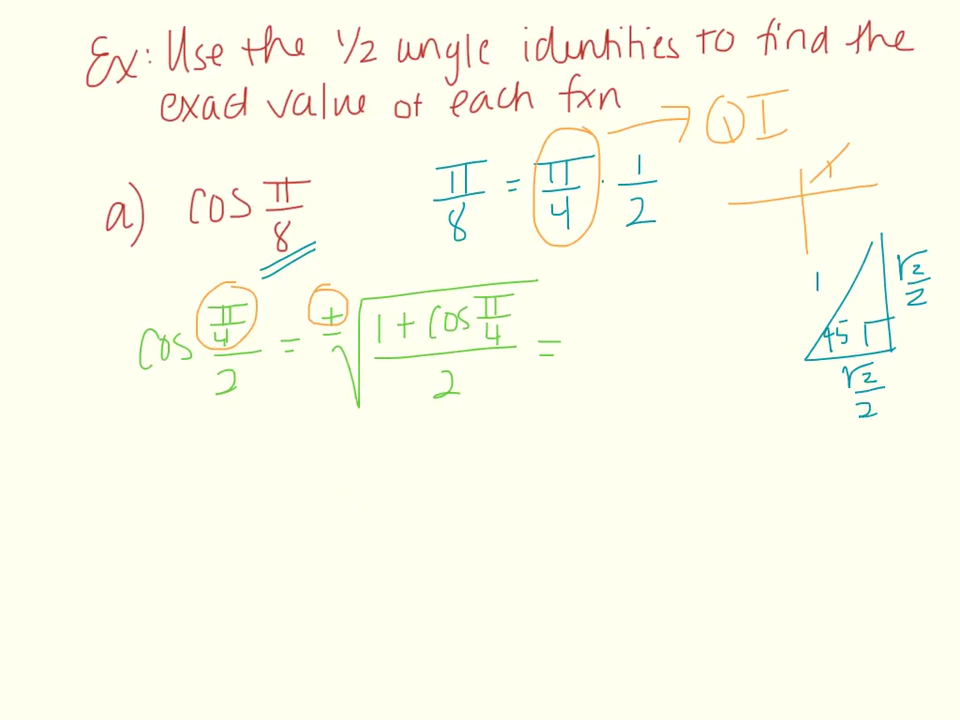 Ex: Use the 1/2 angle identities to find the
exact value of each fxn
a) cos π/8
π/8 = π/4 · 1/2
→ QI
cos (π/4)/2 = ±√((1 + cos π/4)/2) =
1
√2/2
45
√2/2